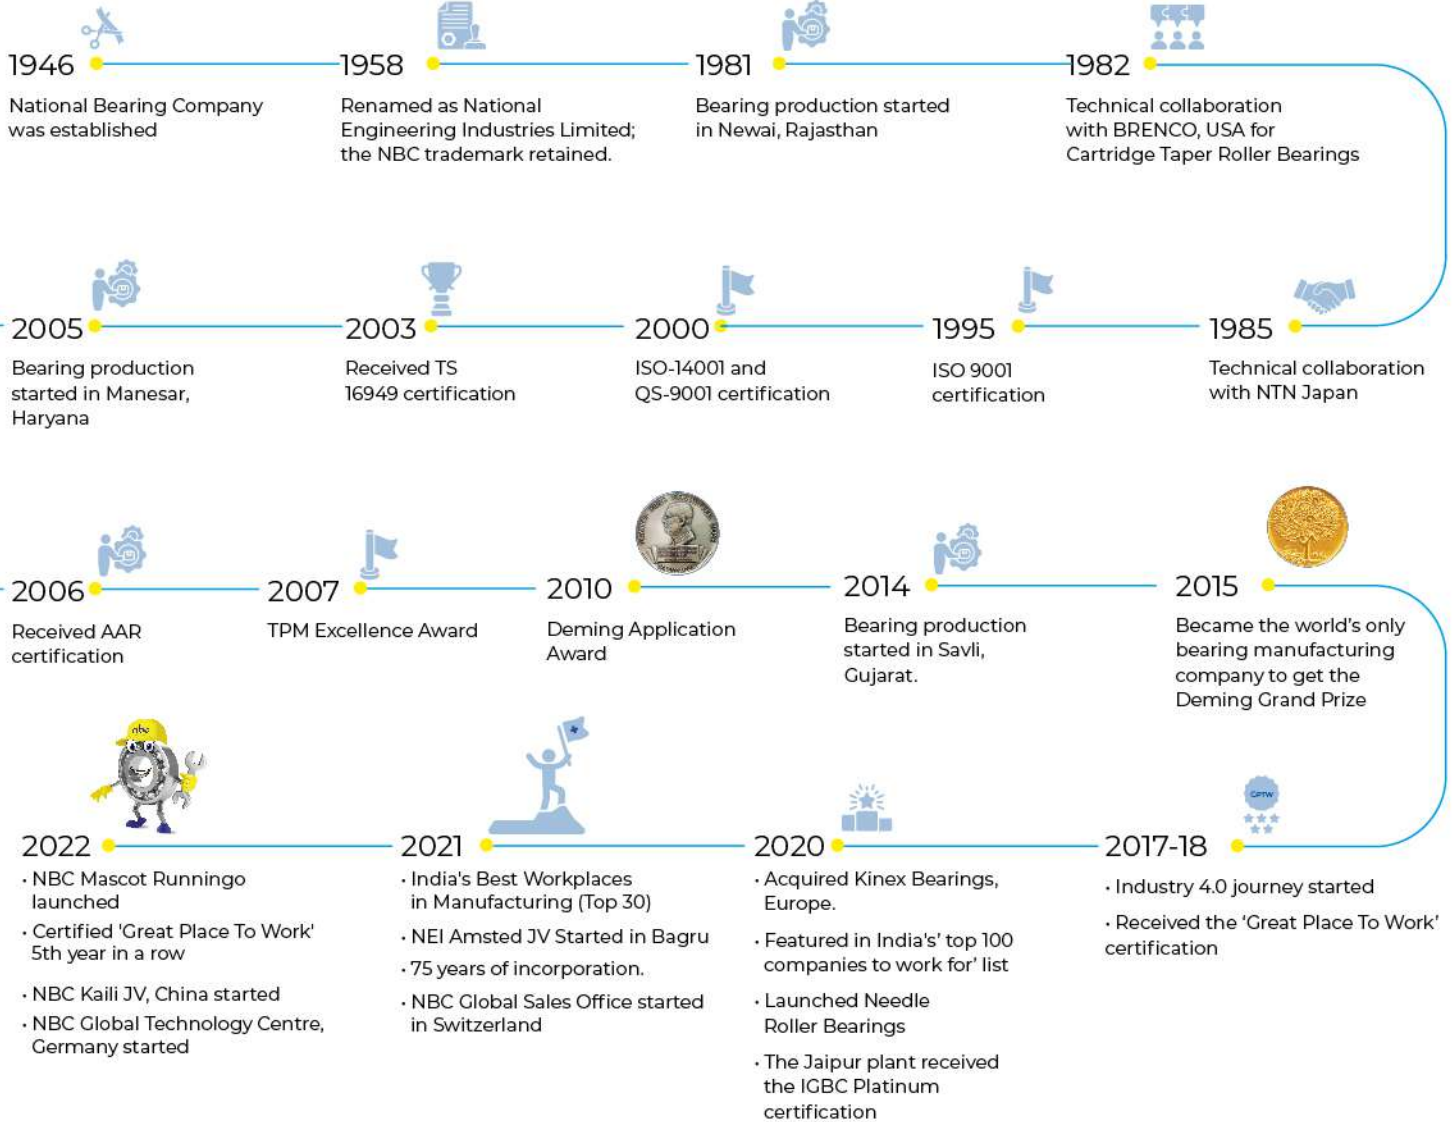 1946
National Bearing Company
was established
1958
Renamed as National
Engineering Industries Limited;
the NBC trademark retained.
1981
Bearing production started
in Newai, Rajasthan
1982
Technical collaboration
with BRENCO, USA for
Cartridge Taper Roller Bearings
1985
Technical collaboration
with NTN Japan
1995
ISO 9001
certification
2000
ISO-14001 and
QS-9001 certification
2003
Received TS
16949 certification
2005
Bearing production
started in Manesar,
Haryana
2006
Received AAR
certification
2007
TPM Excellence Award
2010
Deming Application
Award
2014
Bearing production
started in Savli,
Gujarat.
2015
Became the world's only
bearing manufacturing
company to get the
Deming Grand Prize
GPTW
2017-18
· Industry 4.0 journey started
· Received the ‘Great Place To Work’
certification
2020
· Acquired Kinex Bearings,
Europe.
· Featured in India's’ top 100
companies to work for’ list
· Launched Needle
Roller Bearings
· The Jaipur plant received
the IGBC Platinum
certification
2021
· India's Best Workplaces
in Manufacturing (Top 30)
· NEI Amsted JV Started in Bagru
· 75 years of incorporation.
· NBC Global Sales Office started
in Switzerland
nbc
2022
· NBC Mascot Runningo
launched
· Certified 'Great Place To Work'
5th year in a row
· NBC Kaili JV, China started
· NBC Global Technology Centre,
Germany started